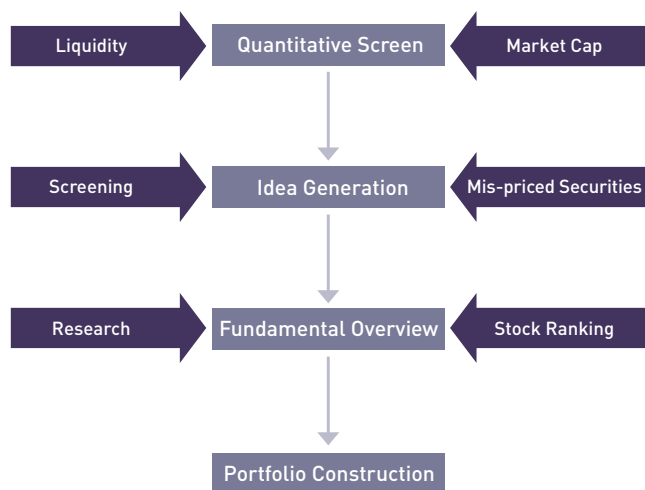 Liquidity
Quantitative Screen
Market Cap
Screening
Idea Generation
Mis-priced Securities
Research
Fundamental Overview
Stock Ranking
Portfolio Construction